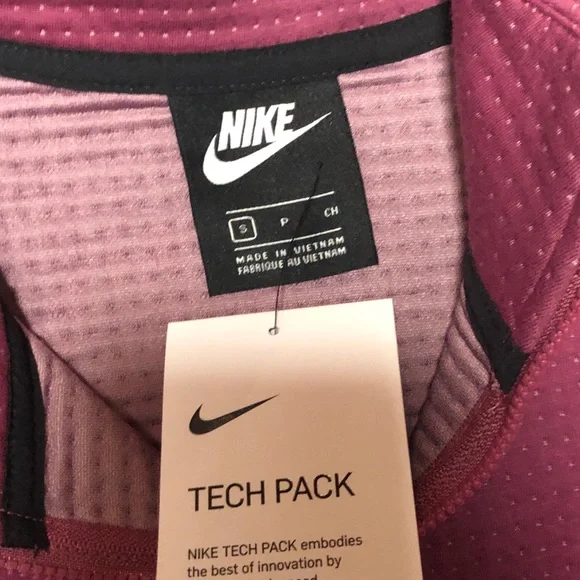 NIKE
S P CH
MADE IN VIETNAM
FABRIQUE AU VIETNAM
TECH PACK
NIKE TECH PACK embodies
the best of innovation by